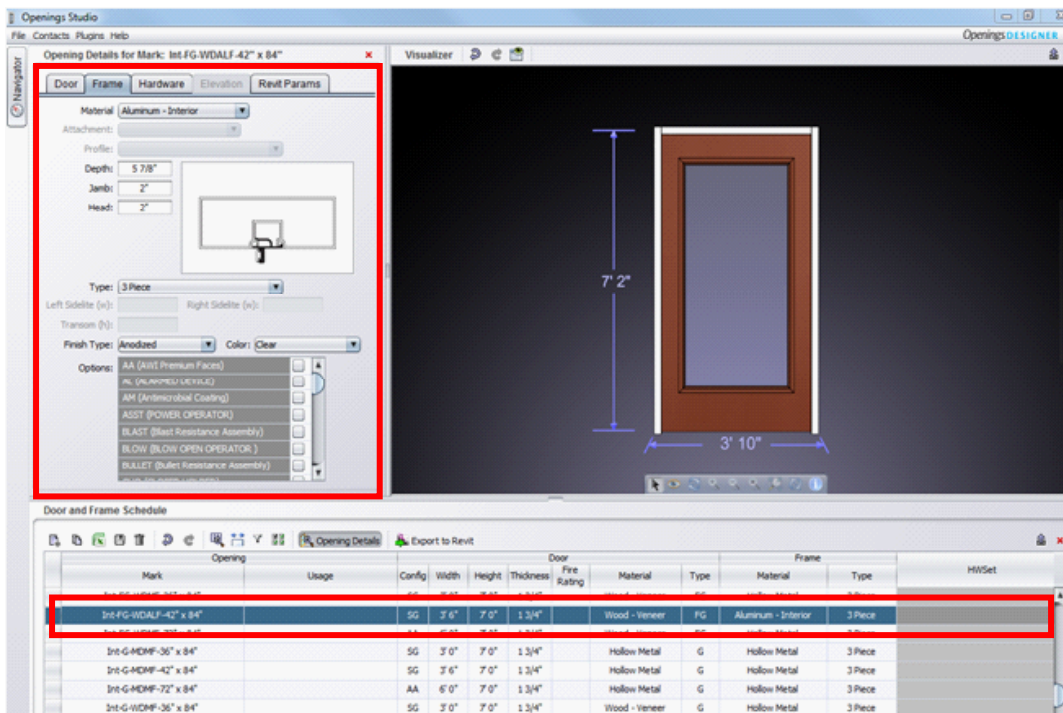 Openings Studio
File Contacts Plugins Help
Openings DESIGNER
Navigator
Opening Details for Mark: Int-FG-WDALF-42" x 84"
Visualizer
Door Frame Hardware Elevation Revit Params
Material Aluminum - Interior
Attachment:
Profile:
Depth: 5 7/8"
Jamb: 2"
Head: 2"
Type: 3 Piece
Left Sidelite (w): Right Sidelite (w):
Transom (h):
Finish Type: Anodized Color: Clear
Options: AA (AWI Premium Faces)
AL (ALARMED DEVICE)
AM (Antimicrobial Coating)
ASST (POWER OPERATOR)
BLAST (Blast Resistance Assembly)
BLOW (BLOW OPEN OPERATOR )
BULLET (Bullet Resistance Assembly)
7' 2"
3' 10"
Door and Frame Schedule
Opening Details Export to Revit
Opening Door Frame HWSet
Mark Usage Config Width Height Thickness Fire Rating Material Type Material Type
Int-FG-WDALF-42" x 84" SG 3' 6" 7' 0" 1 3/4" Wood - Veneer FG Aluminum - Interior 3 Piece
Int-G-MDMF-36" x 84" SG 3' 0" 7' 0" 1 3/4" Hollow Metal G Hollow Metal 3 Piece
Int-G-MDMF-42" x 84" SG 3' 6" 7' 0" 1 3/4" Hollow Metal G Hollow Metal 3 Piece
Int-G-MDMF-72" x 84" AA 6' 0" 7' 0" 1 3/4" Hollow Metal G Hollow Metal 3 Piece
Int-G-WDMF-36" x 84" SG 3' 0" 7' 0" 1 3/4" Wood - Veneer G Hollow Metal 3 Piece